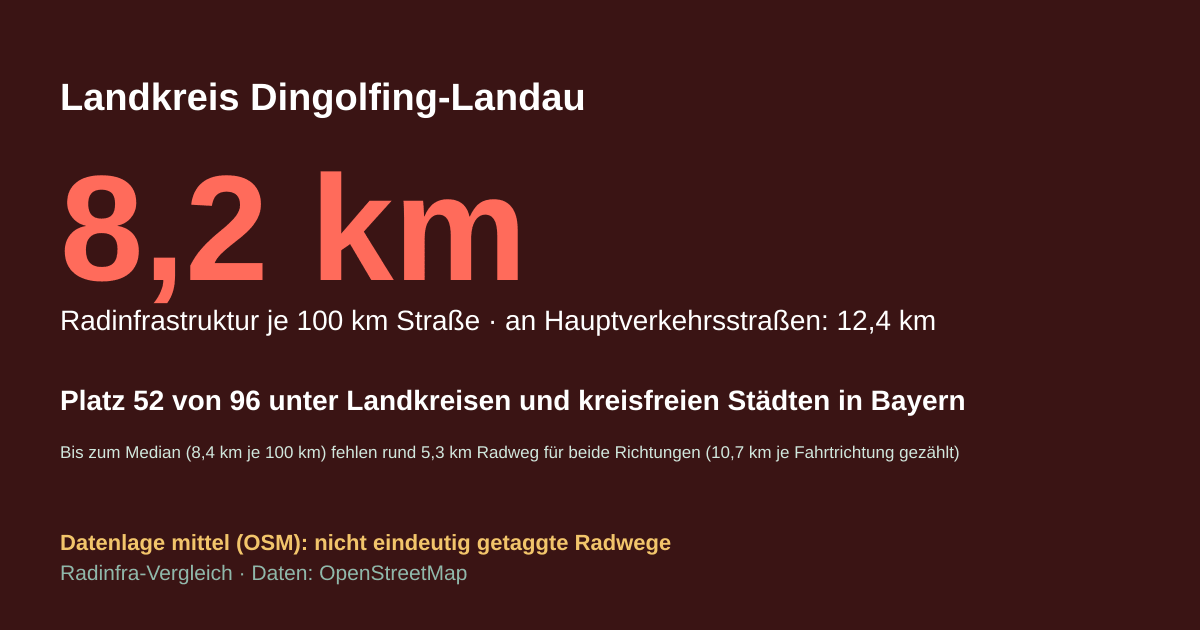 Landkreis Dingolfing-Landau
8,2 km
Radinfrastruktur je 100 km Straße · an Hauptverkehrsstraßen: 12,4 km
Platz 52 von 96 unter Landkreisen und kreisfreien Städten in Bayern
Bis zum Median (8,4 km je 100 km) fehlen rund 5,3 km Radweg für beide Richtungen (10,7 km je Fahrtrichtung gezählt)
Datenlage mittel (OSM): nicht eindeutig getaggte Radwege
Radinfra-Vergleich · Daten: OpenStreetMap